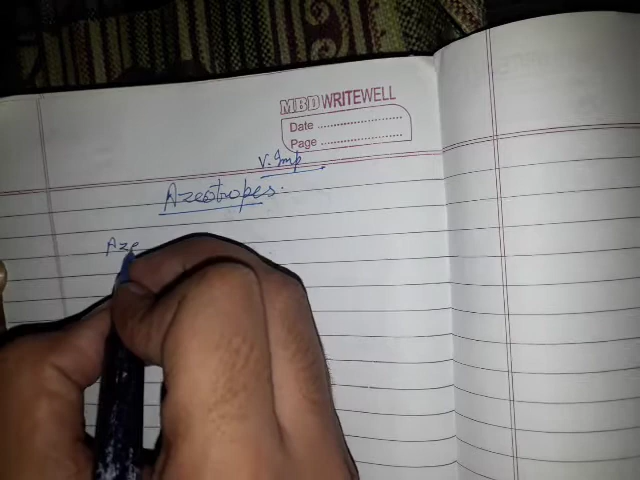 MBD WRITEWELL
Date ........................
Page ........................
V. Imp
Azeotropes.
Aze